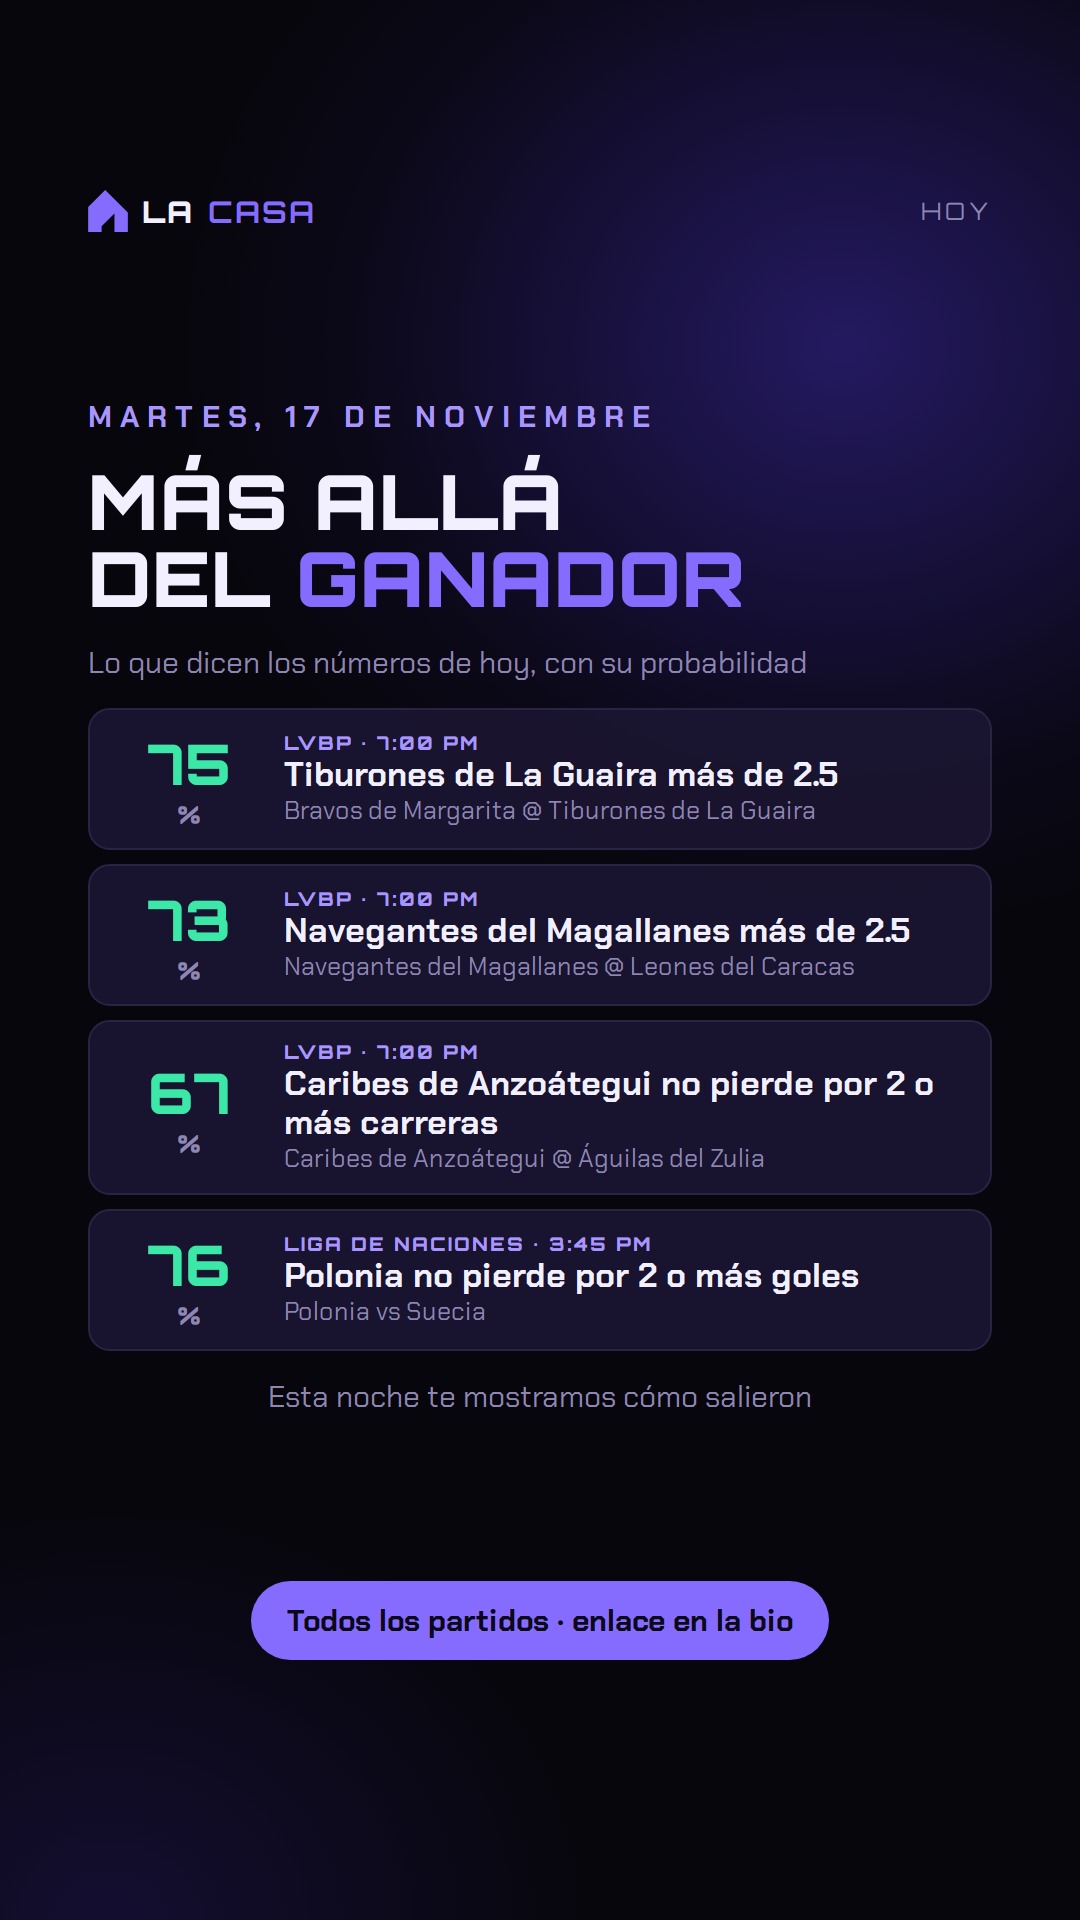 LA CASA
HOY
MARTES, 17 DE NOVIEMBRE
MÁS ALLÁ
DEL GANADOR
Lo que dicen los números de hoy, con su probabilidad
75
%
LVBP · 7:00 PM
Tiburones de La Guaira más de 2.5
Bravos de Margarita @ Tiburones de La Guaira
73
%
LVBP · 7:00 PM
Navegantes del Magallanes más de 2.5
Navegantes del Magallanes @ Leones del Caracas
67
%
LVBP · 7:00 PM
Caribes de Anzoátegui no pierde por 2 o
más carreras
Caribes de Anzoátegui @ Águilas del Zulia
76
%
LIGA DE NACIONES · 3:45 PM
Polonia no pierde por 2 o más goles
Polonia vs Suecia
Esta noche te mostramos cómo salieron
Todos los partidos · enlace en la bio